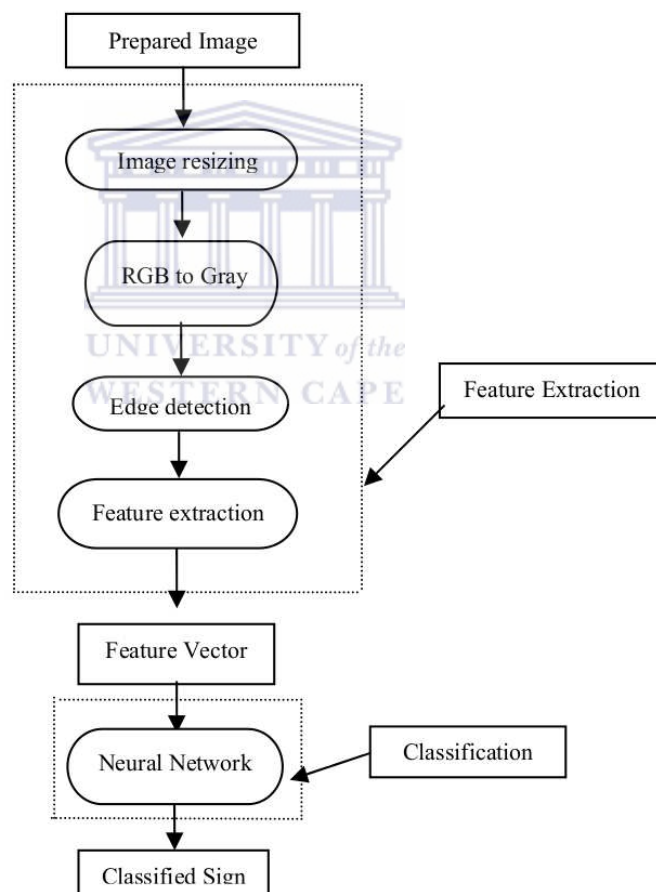 Prepared Image
Image resizing
RGB to Gray
UNIVERSITY of the
WESTERN CAPE
Edge detection
Feature Extraction
Feature extraction
Feature Vector
Neural Network
Classification
Classified Sign